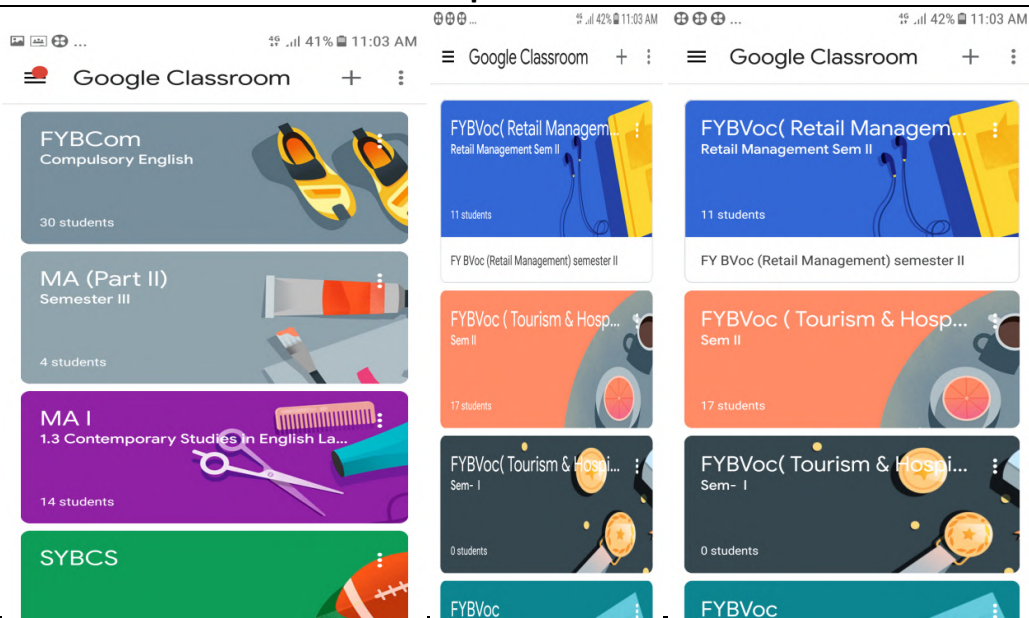 ... 4G 41% 11:03 AM
Google Classroom
FYBCom
Compulsory English
30 students
MA (Part II)
Semester III
4 students
MA I
1.3 Contemporary Studies in English La...
14 students
SYBCS
... 42% 11:03 AM
Google Classroom
FYBVoc( Retail Managem...
Retail Management Sem II
11 students
FY BVoc (Retail Management) semester II
FYBVoc ( Tourism & Hosp...
Sem II
17 students
FYBVoc( Tourism & Hospi...
Sem- I
0 students
FYBVoc
... 4G 42% 11:03 AM
Google Classroom
FYBVoc( Retail Managem...
Retail Management Sem II
11 students
FY BVoc (Retail Management) semester II
FYBVoc ( Tourism & Hosp...
Sem II
17 students
FYBVoc( Tourism & Hospi...
Sem- I
0 students
FYBVoc